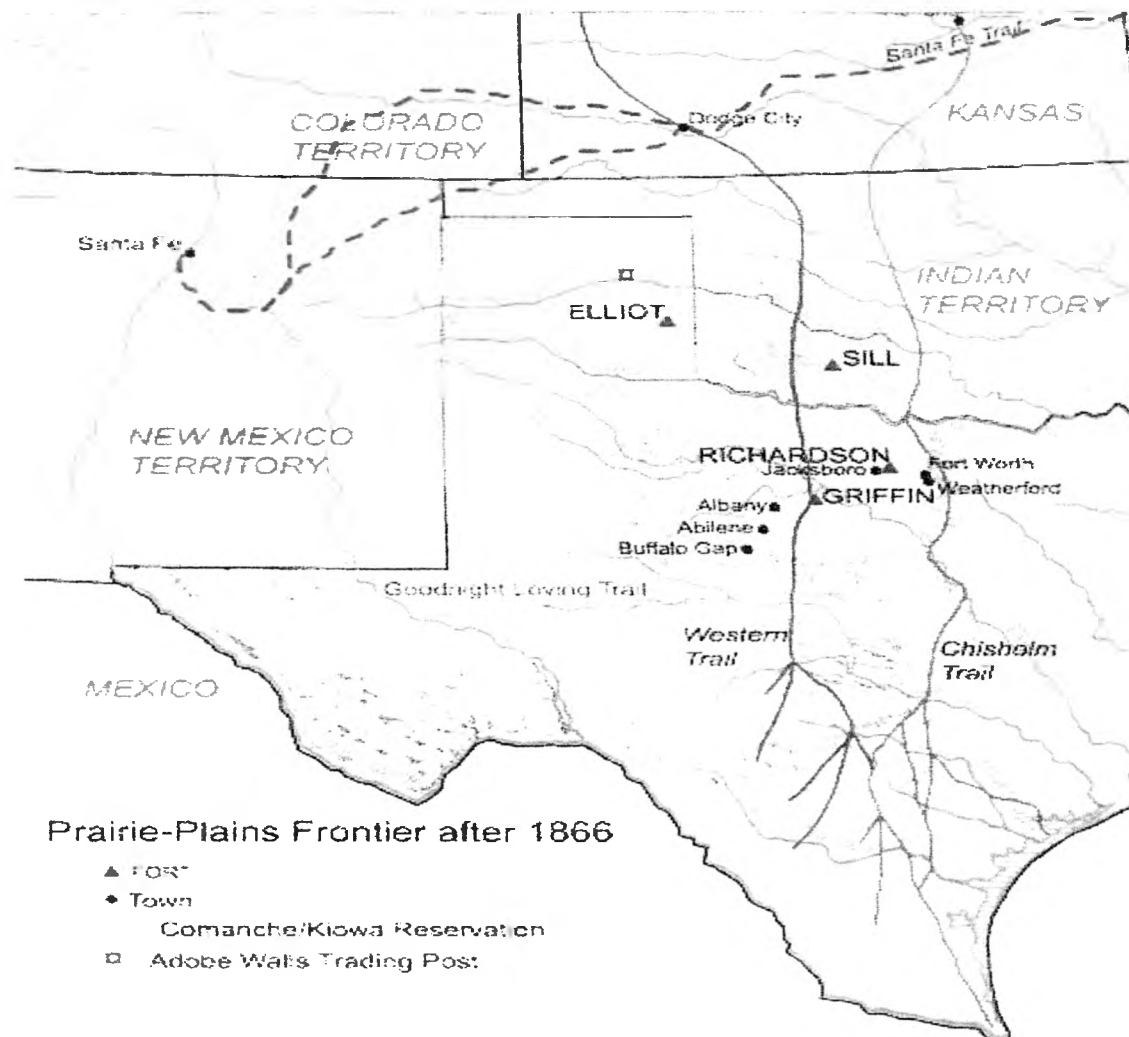 Santa Fe Trail
KANSAS
COLORADO
TERRITORY
Dodge City
Santa Fe
INDIAN
TERRITORY
ELLIOT
SILL
NEW MEXICO
TERRITORY
RICHARDSON
Jacksboro
Fort Worth
Weatherford
GRIFFIN
Albany
Abilene
Buffalo Gap
Goodnight Loving Trail
Western
Trail
Chisholm
Trail
MEXICO
Prairie-Plains Frontier after 1866
FORT
Town
Comanche/Kiowa Reservation
Adobe Walls Trading Post